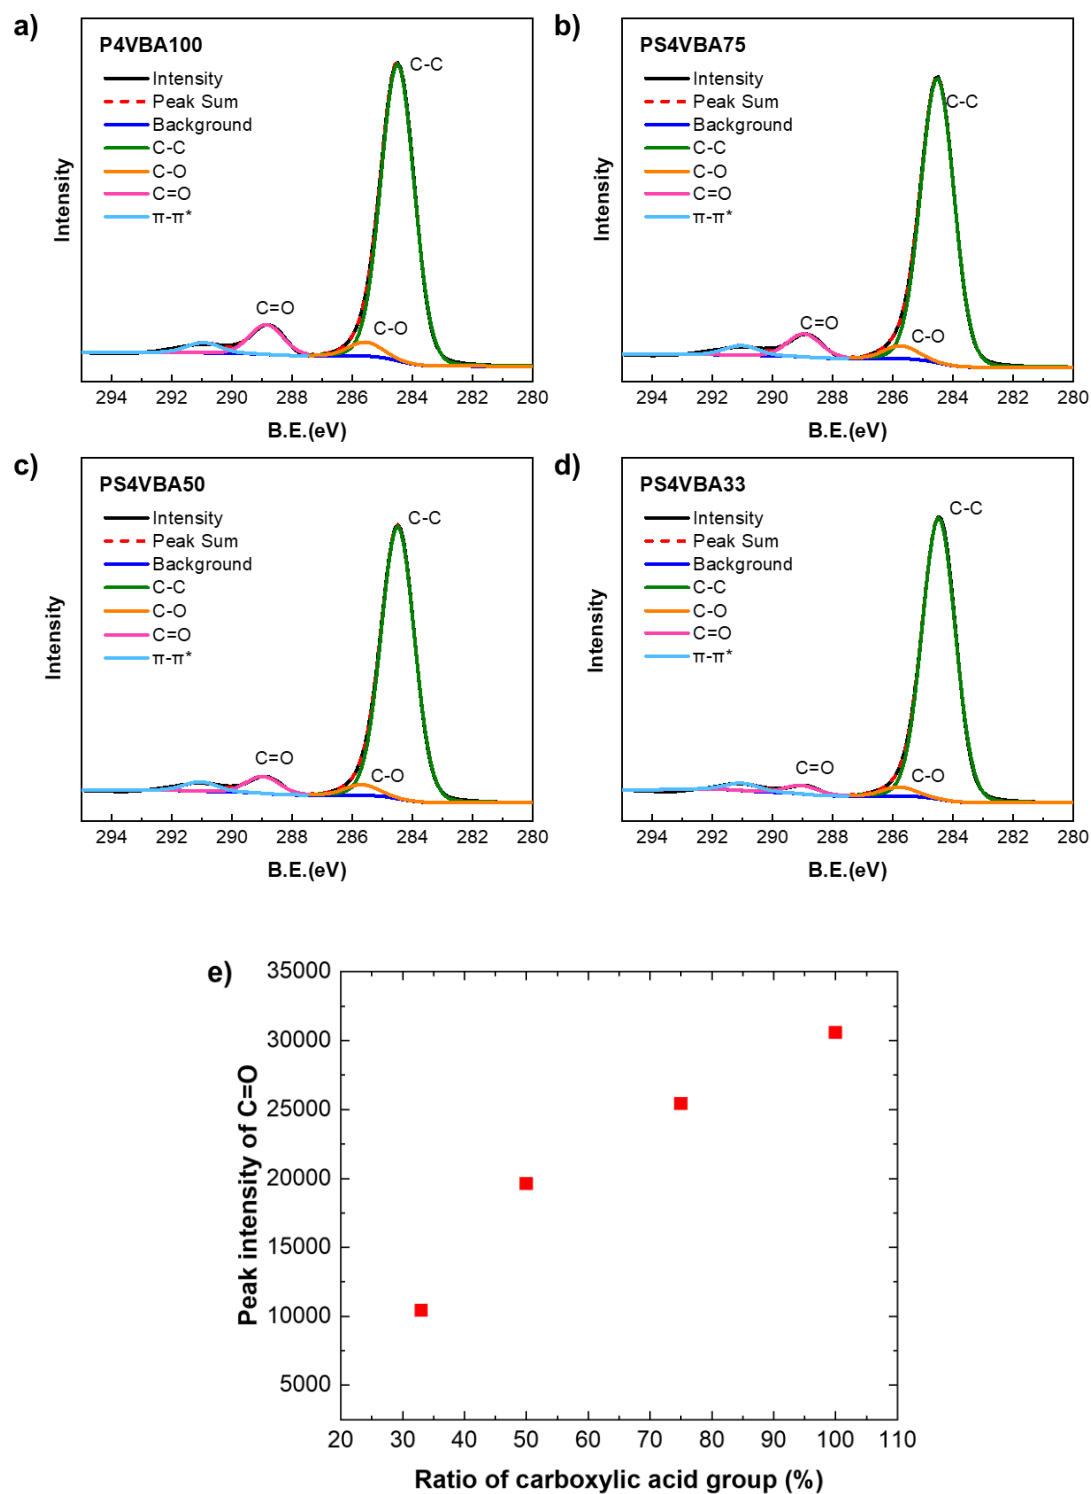 a)
P4VBA100
Intensity
Peak Sum
Background
C-C
C-O
C=O
π-π*
C-C
C=O
C-O
Intensity
294 292 290 288 286 284 282 280
B.E.(eV)
b)
PS4VBA75
Intensity
Peak Sum
Background
C-C
C-O
C=O
π-π*
C-C
C=O
C-O
Intensity
294 292 290 288 286 284 282 280
B.E.(eV)
c)
PS4VBA50
Intensity
Peak Sum
Background
C-C
C-O
C=O
π-π*
C-C
C=O
C-O
Intensity
294 292 290 288 286 284 282 280
B.E.(eV)
d)
PS4VBA33
Intensity
Peak Sum
Background
C-C
C-O
C=O
π-π*
C-C
C=O
C-O
Intensity
294 292 290 288 286 284 282 280
B.E.(eV)
e)
Peak intensity of C=O
35000
30000
25000
20000
15000
10000
5000
20 30 40 50 60 70 80 90 100 110
Ratio of carboxylic acid group (%)